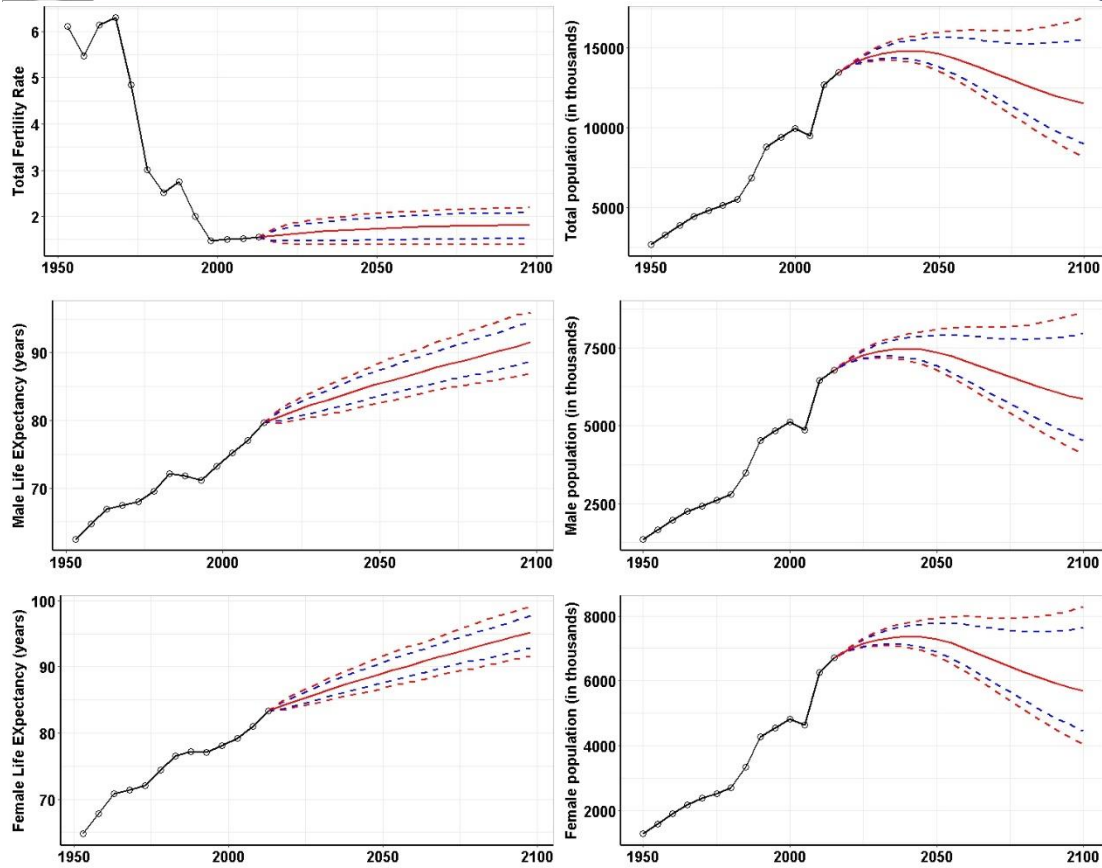 Total Fertility Rate
6
5
4
3
2
1950 2000 2050 2100
Total population (in thousands)
15000
10000
5000
1950 2000 2050 2100
Male Life EXpectancy (years)
90
80
70
1950 2000 2050 2100
Male population (in thousands)
7500
5000
2500
1950 2000 2050 2100
Female Life EXpectancy (years)
100
90
80
70
1950 2000 2050 2100
Female population (in thousands)
8000
6000
4000
2000
1950 2000 2050 2100